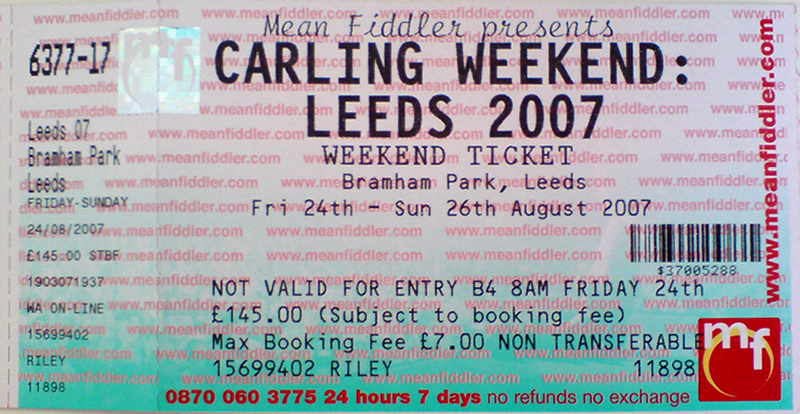 6377-17
Leeds 07
Bramham Park
Leeds
FRIDAY-SUNDAY
24/08/2007
£145.00 STBF
1903071937
WA ON-LINE
15699402
RILEY
11898
mf
Mean Fiddler presents
CARLING WEEKEND:
LEEDS 2007
WEEKEND TICKET
Bramham Park, Leeds
Fri 24th - Sun 26th August 2007
$37005288
NOT VALID FOR ENTRY B4 8AM FRIDAY 24th
£145.00 (Subject to booking fee)
Max Booking Fee £7.00 NON TRANSFERABLE
15699402 RILEY 11898
0870 060 3775 24 hours 7 days no refunds no exchange
www.meanfiddler.com
mf